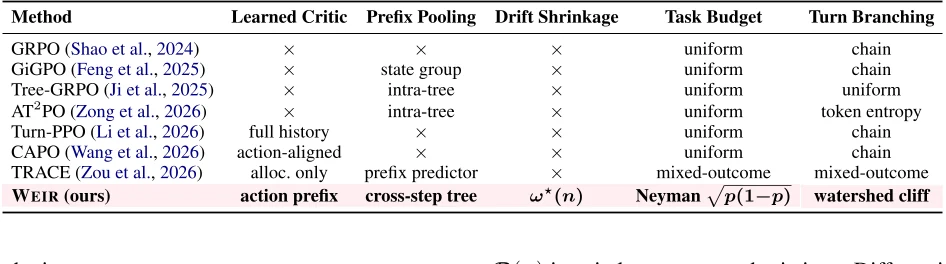 Method Learned Critic Prefix Pooling Drift Shrinkage Task Budget Turn Branching
GRPO (Shao et al., 2024) × × × uniform chain
GiGPO (Feng et al., 2025) × state group × uniform chain
Tree-GRPO (Ji et al., 2025) × intra-tree × uniform uniform
AT²PO (Zong et al., 2026) × intra-tree × uniform token entropy
Turn-PPO (Li et al., 2026) full history × × uniform chain
CAPO (Wang et al., 2026) action-aligned × × uniform chain
TRACE (Zou et al., 2026) alloc. only prefix predictor × mixed-outcome mixed-outcome
WEIR (ours) action prefix cross-step tree ω*(n) Neyman √p(1−p) watershed cliff